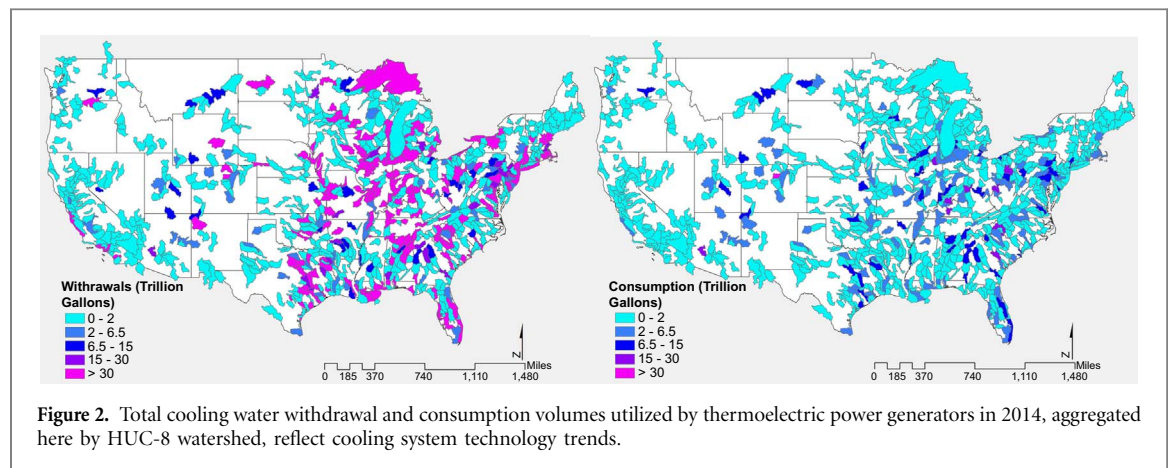 Withrawals (Trillion
Gallons)
0 - 2
2 - 6.5
6.5 - 15
15 - 30
> 30
N
Miles
0 185 370 740 1,110 1,480
Consumption (Trillion
Gallons)
0 - 2
2 - 6.5
6.5 - 15
15 - 30
> 30
N
Miles
0 185 370 740 1,110 1,480
Figure 2. Total cooling water withdrawal and consumption volumes utilized by thermoelectric power generators in 2014, aggregated
here by HUC-8 watershed, reflect cooling system technology trends.